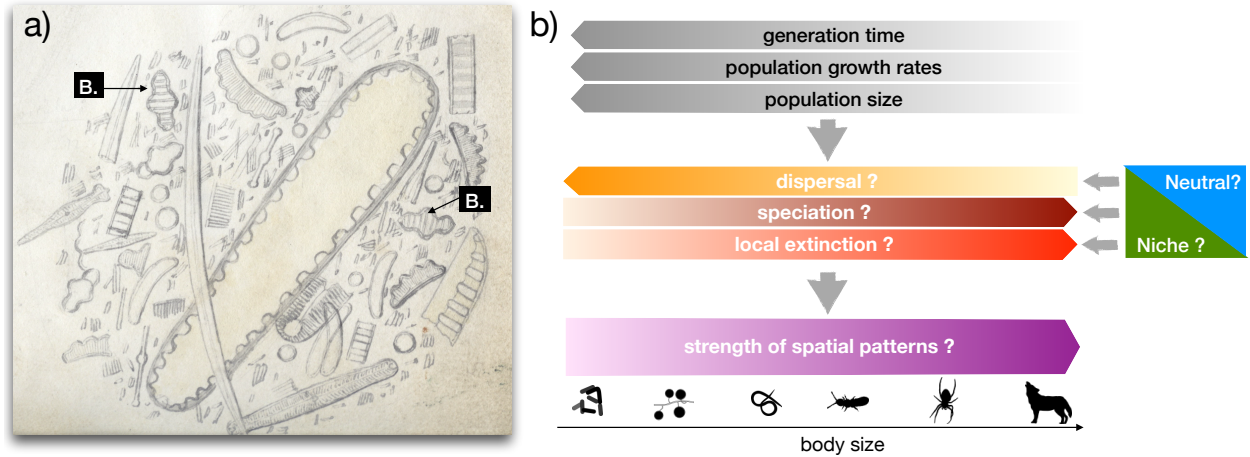 a)
B.
B.
b)
generation time
population growth rates
population size
dispersal ?
speciation ?
local extinction ?
Neutral?
Niche ?
strength of spatial patterns ?
body size